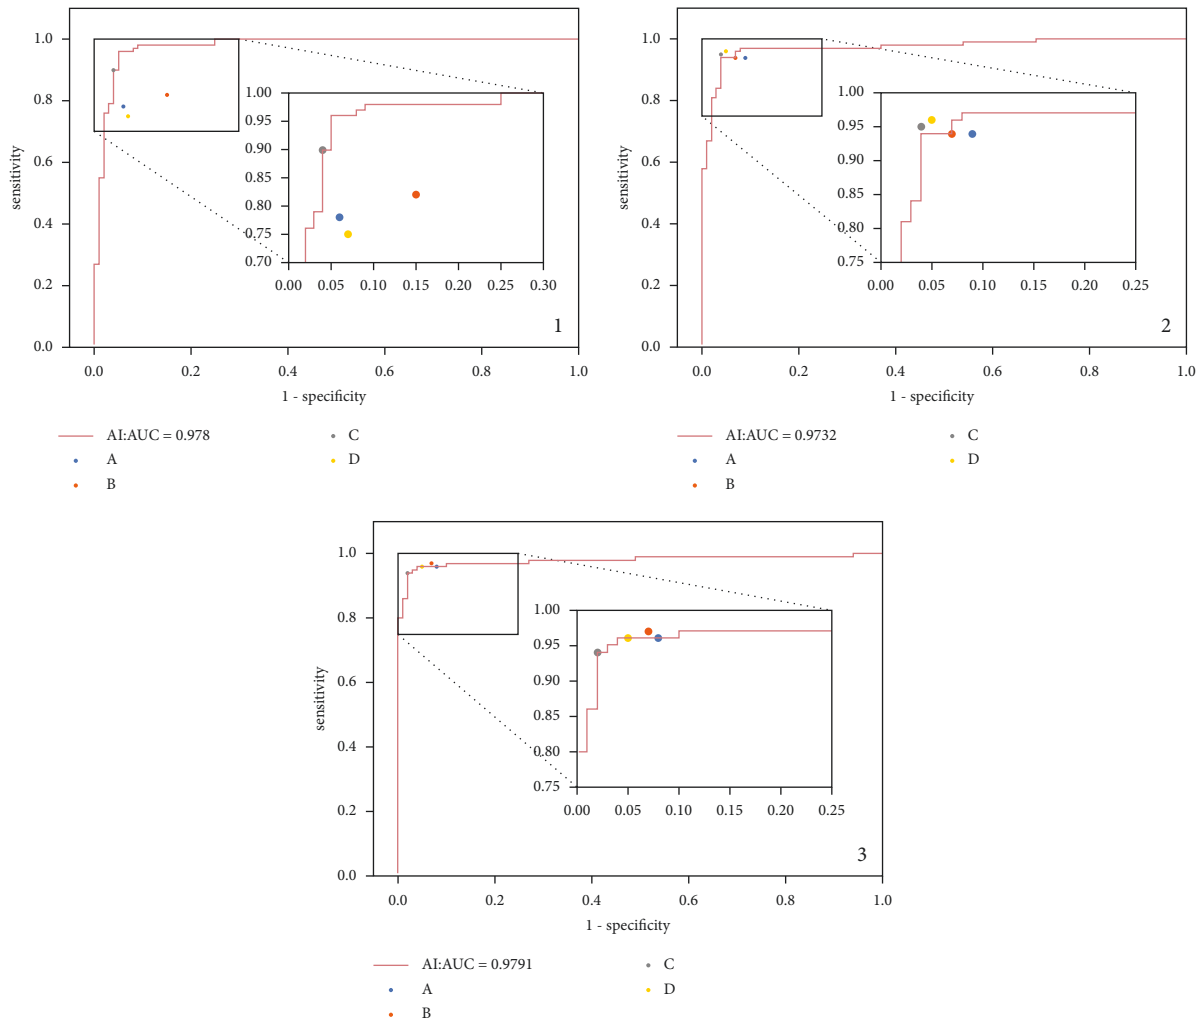 1.0
0.8
0.6
0.4
0.2
0.0
sensitivity
1.00
0.95
0.90
0.85
0.80
0.75
0.70
0.00 0.05 0.10 0.15 0.20 0.25 0.30
1
0.0 0.2 0.4 0.6 0.8 1.0
1 - specificity
AI:AUC = 0.978
A
B
C
D
1.0
0.8
0.6
0.4
0.2
0.0
sensitivity
1.00
0.95
0.90
0.85
0.80
0.75
0.00 0.05 0.10 0.15 0.20 0.25
2
0.0 0.2 0.4 0.6 0.8 1.0
1 - specificity
AI:AUC = 0.9732
A
B
C
D
1.0
0.8
0.6
0.4
0.2
0.0
sensitivity
1.00
0.95
0.90
0.85
0.80
0.75
0.00 0.05 0.10 0.15 0.20 0.25
3
0.0 0.2 0.4 0.6 0.8 1.0
1 - specificity
AI:AUC = 0.9791
A
B
C
D